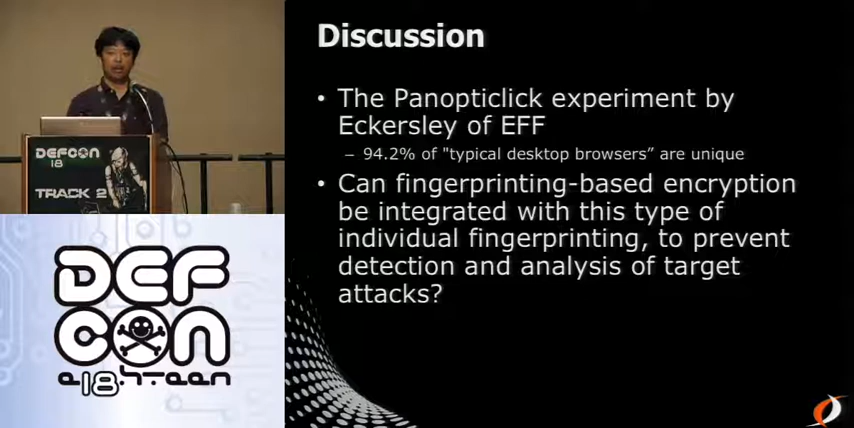 DEFCON
18
TRACK 2
DEF
CON
e18hteen
Discussion
• The Panopticlick experiment by
Eckersley of EFF
– 94.2% of "typical desktop browsers” are unique
• Can fingerprinting-based encryption
be integrated with this type of
individual fingerprinting, to prevent
detection and analysis of target
attacks?